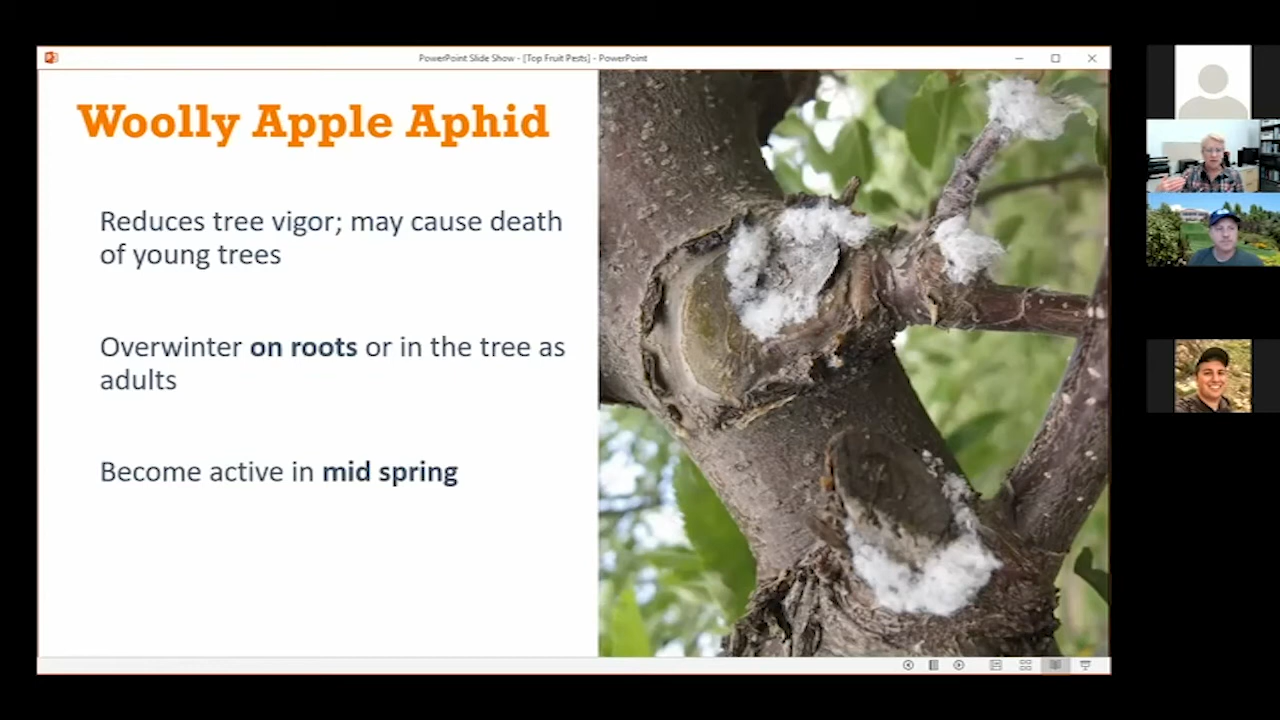 PowerPoint Slide Show - [Top Fruit Pests] - PowerPoint
Woolly Apple Aphid
Reduces tree vigor; may cause death
of young trees
Overwinter on roots or in the tree as
adults
Become active in mid spring